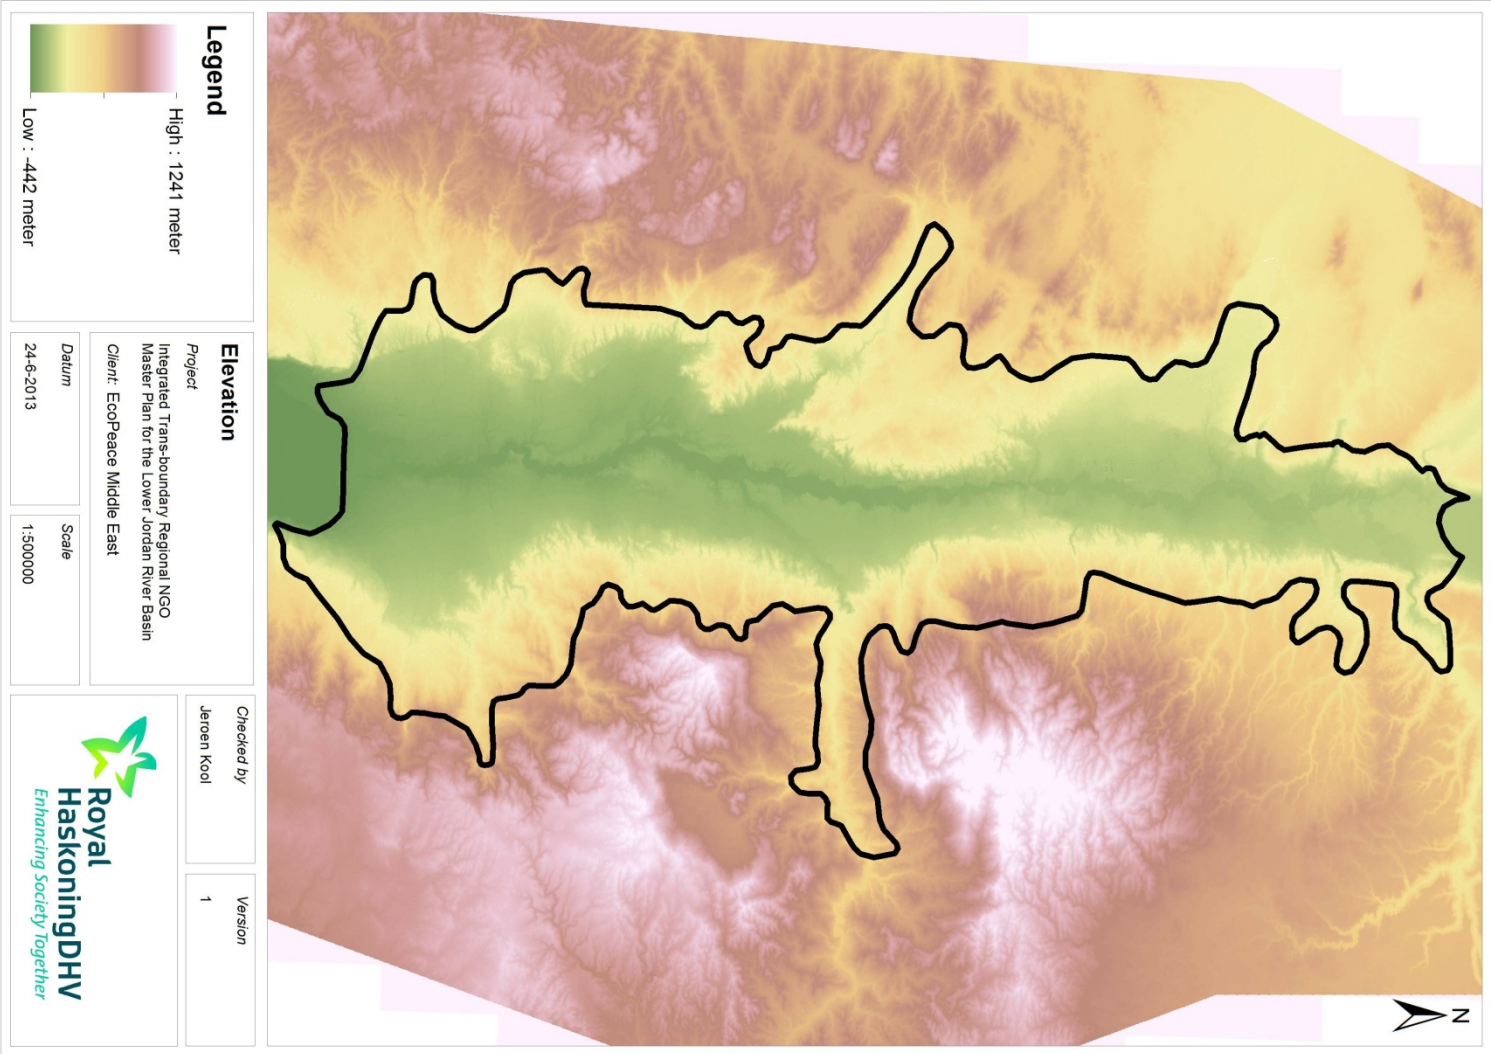 Legend
High : 1241 meter
Low : -442 meter
Elevation
Project
Integrated Trans-boundary Regional NGO
Master Plan for the Lower Jordan River Basin
Client: EcoPeace Middle East
Datum
24-6-2013
Scale
1:500000
Checked by
Jeroen Kool
Version
1
Royal
HaskoningDHV
Enhancing Society Together
N